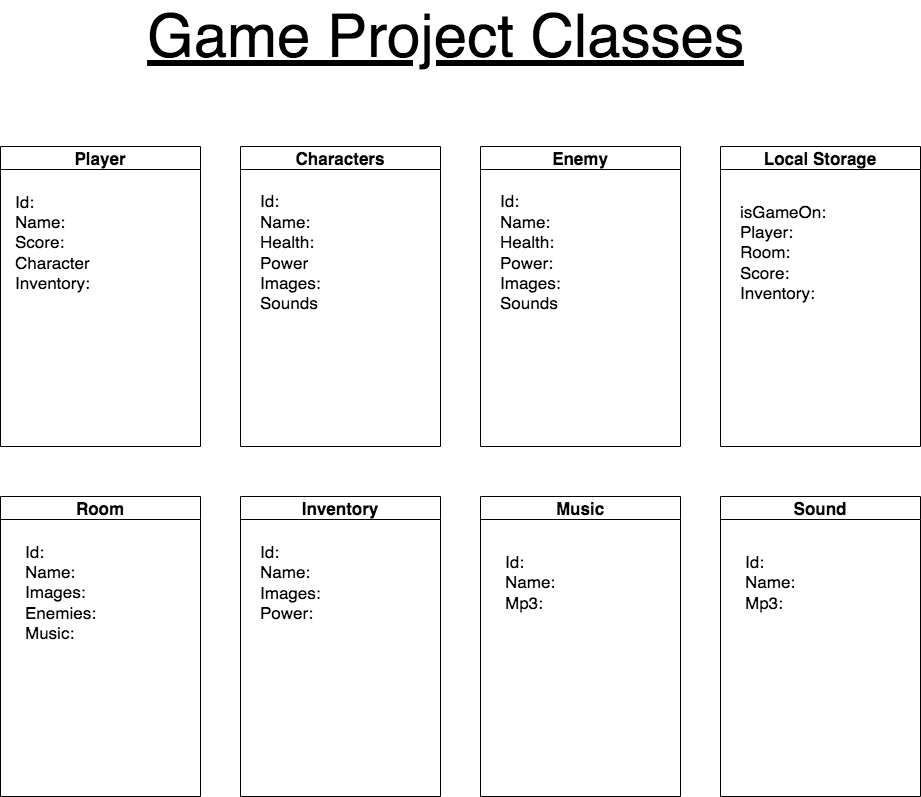 Game Project Classes
Player
Id:
Name:
Score:
Character
Inventory:
Characters
Id:
Name:
Health:
Power
Images:
Sounds
Enemy
Id:
Name:
Health:
Power:
Images:
Sounds
Local Storage
isGameOn:
Player:
Room:
Score:
Inventory:
Room
Id:
Name:
Images:
Enemies:
Music:
Inventory
Id:
Name:
Images:
Power:
Music
Id:
Name:
Mp3:
Sound
Id:
Name:
Mp3: